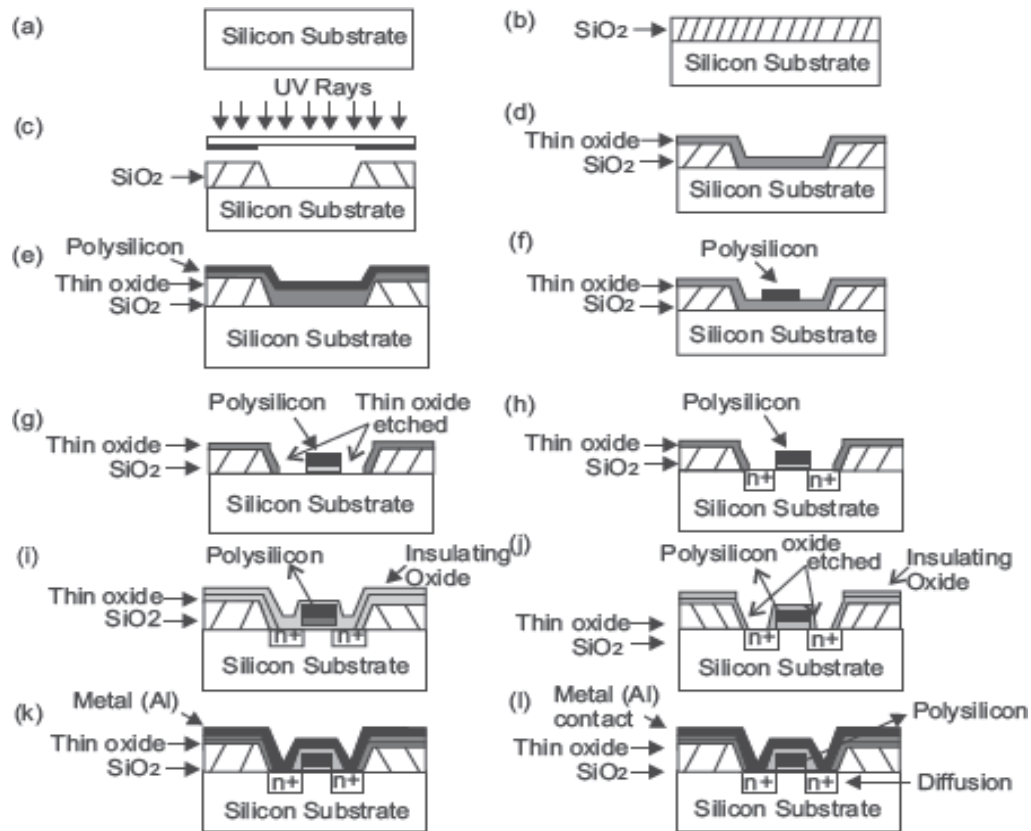 (a)
Silicon Substrate
(b)
SiO₂
Silicon Substrate
UV Rays
(c)
SiO₂
Silicon Substrate
(d)
Thin oxide
SiO₂
Silicon Substrate
(e)
Polysilicon
Thin oxide
SiO₂
Silicon Substrate
(f)
Polysilicon
Thin oxide
SiO₂
Silicon Substrate
(g)
Polysilicon
Thin oxide
etched
Thin oxide
SiO₂
Silicon Substrate
(h)
Polysilicon
Thin oxide
SiO₂
n+ n+
Silicon Substrate
(i)
Polysilicon
Insulating
Oxide
Thin oxide
SiO2
n+ n+
Silicon Substrate
(j)
oxide
Polysilicon
etched
Insulating
Oxide
Thin oxide
SiO₂
n+ n+
Silicon Substrate
(k)
Metal (Al)
Thin oxide
SiO₂
n+ n+
Silicon Substrate
(l)
Metal (Al)
contact
Polysilicon
Thin oxide
SiO₂
n+ n+
Diffusion
Silicon Substrate